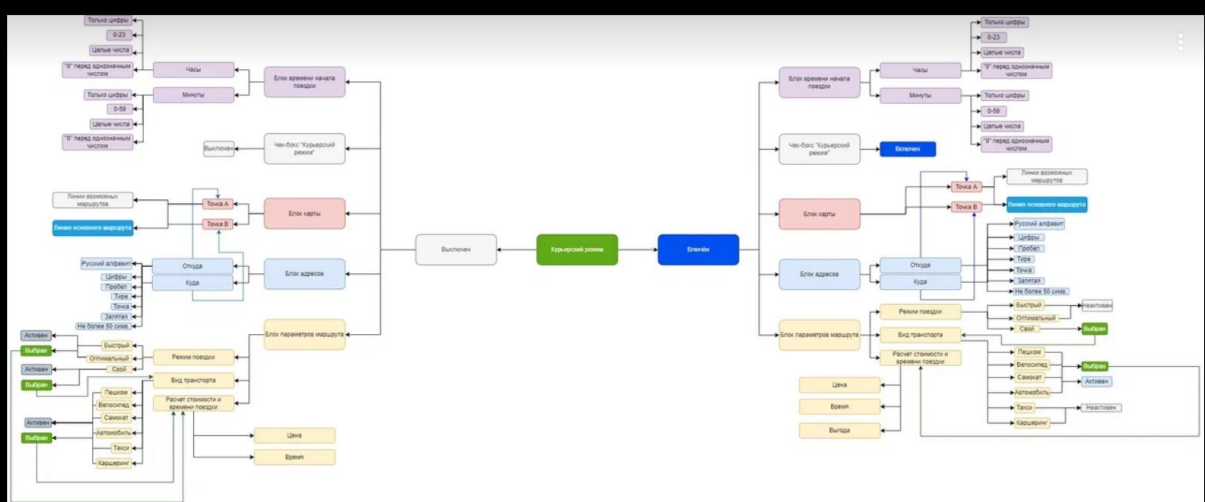 Только цифры
0-23
Целые числа
"0" перед однозначным
числом
Часы
Только цифры
0-59
Целые числа
"0" перед однозначным
числом
Минуты
Блок времени начала
поездки
Выключен
Чек-бокс "Курьерский
режим"
Линии возможных
маршрутов
Линия основного маршрута
Точка А
Точка В
Блок карты
Русский алфавит
Цифры
Пробел
Тире
Точка
Запятая
Не более 50 симв.
Откуда
Куда
Блок адресов
Блок параметров маршрута
Активен
Выбран
Активен
Выбран
Быстрый
Оптимальный
Свой
Режим поездки
Вид транспорта
Расчет стоимости и
времени поездки
Активен
Выбран
Пешком
Велосипед
Самокат
Автомобиль
Такси
Каршеринг
Цена
Время
Выключен
Курьерский режим
Включён
Блок времени начала
поездки
Часы
Минуты
Только цифры
0-23
Целые числа
"0" перед однозначным
числом
Только цифры
0-59
Целые числа
"0" перед однозначным
числом
Чек-бокс "Курьерский
режим"
Включен
Блок карты
Точка А
Точка В
Линии возможных
маршрутов
Линия основного маршрута
Блок адресов
Откуда
Куда
Русский алфавит
Цифры
Пробел
Тире
Точка
Запятая
Не более 50 симв.
Блок параметров маршрута
Режим поездки
Вид транспорта
Расчет стоимости и
времени поездки
Быстрый
Оптимальный
Свой
Неактивен
Выбран
Пешком
Велосипед
Самокат
Автомобиль
Такси
Каршеринг
Выбран
Активен
Неактивен
Цена
Время
Выгода